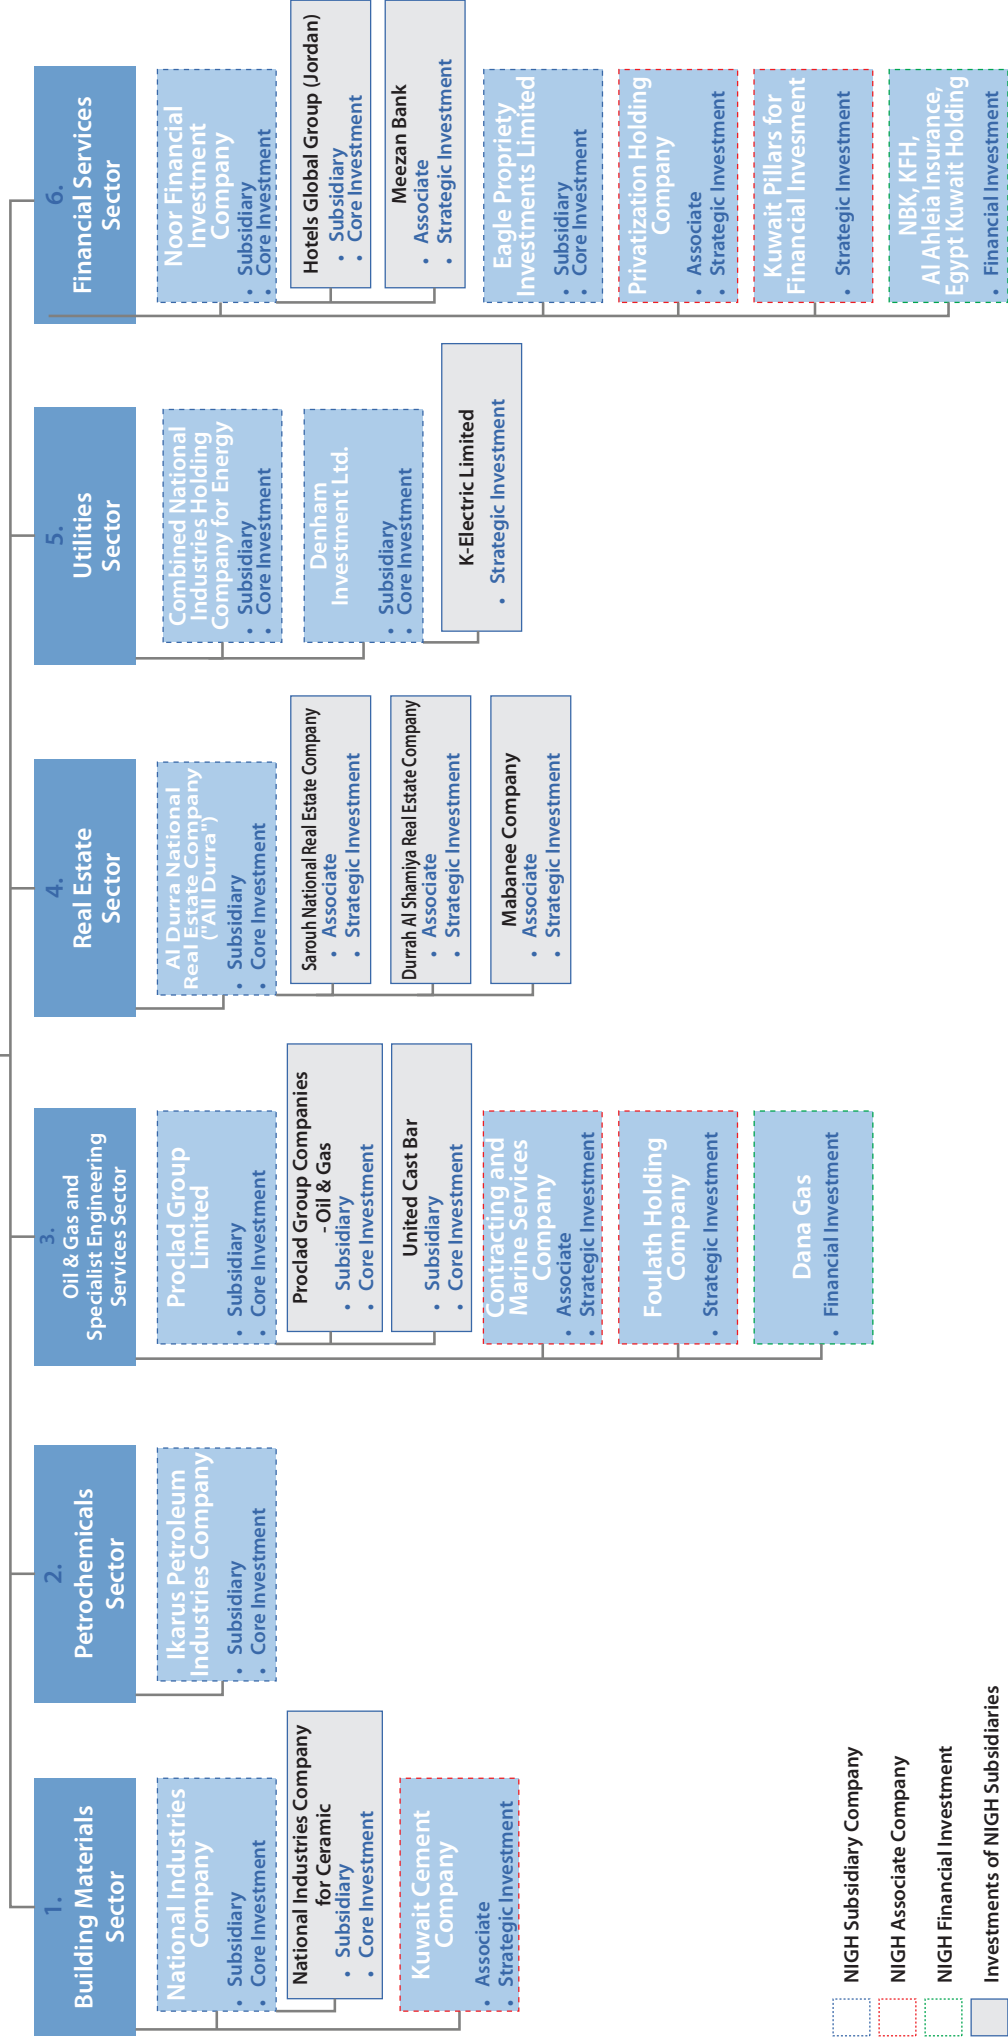 1.
Building Materials
Sector
National Industries
Company
• Subsidiary
• Core Investment
National Industries Company
for Ceramic
• Subsidiary
• Core Investment
Kuwait Cement
Company
• Associate
• Strategic Investment
2.
Petrochemicals
Sector
Ikarus Petroleum
Industries Company
• Subsidiary
• Core Investment
3.
Oil & Gas and
Specialist Engineering
Services Sector
Proclad Group
Limited
• Subsidiary
• Core Investment
Proclad Group Companies
- Oil & Gas
• Subsidiary
• Core Investment
United Cast Bar
• Subsidiary
• Core Investment
Contracting and
Marine Services
Company
• Associate
• Strategic Investment
Foulath Holding
Company
• Strategic Investment
Dana Gas
• Financial Investment
4.
Real Estate
Sector
Al Durra National
Real Estate Company
("All Durra")
• Subsidiary
• Core Investment
Sarouh National Real Estate Company
• Associate
• Strategic Investment
Durrah Al Shamiya Real Estate Company
• Associate
• Strategic Investment
Mabanee Company
• Associate
• Strategic Investment
5.
Utilities
Sector
Combined National
Industries Holding
Company for Energy
• Subsidiary
• Core Investment
Denham
Investment Ltd.
• Subsidiary
• Core Investment
K-Electric Limited
• Strategic Investment
6.
Financial Services
Sector
Noor Financial
Investment
Company
• Subsidiary
• Core Investment
Hotels Global Group (Jordan)
• Subsidiary
• Core Investment
Meezan Bank
• Associate
• Strategic Investment
Eagle Propriety
Investments Limited
• Subsidiary
• Core Investment
Privatization Holding
Company
• Associate
• Strategic Investment
Kuwait Pillars for
Financial Invesment
• Strategic Investment
NBK, KFH,
Al Ahleia Insurance,
Egypt Kuwait Holding
• Financial Investment
NIGH Subsidiary Company
NIGH Associate Company
NIGH Financial Investment
Investments of NIGH Subsidiaries